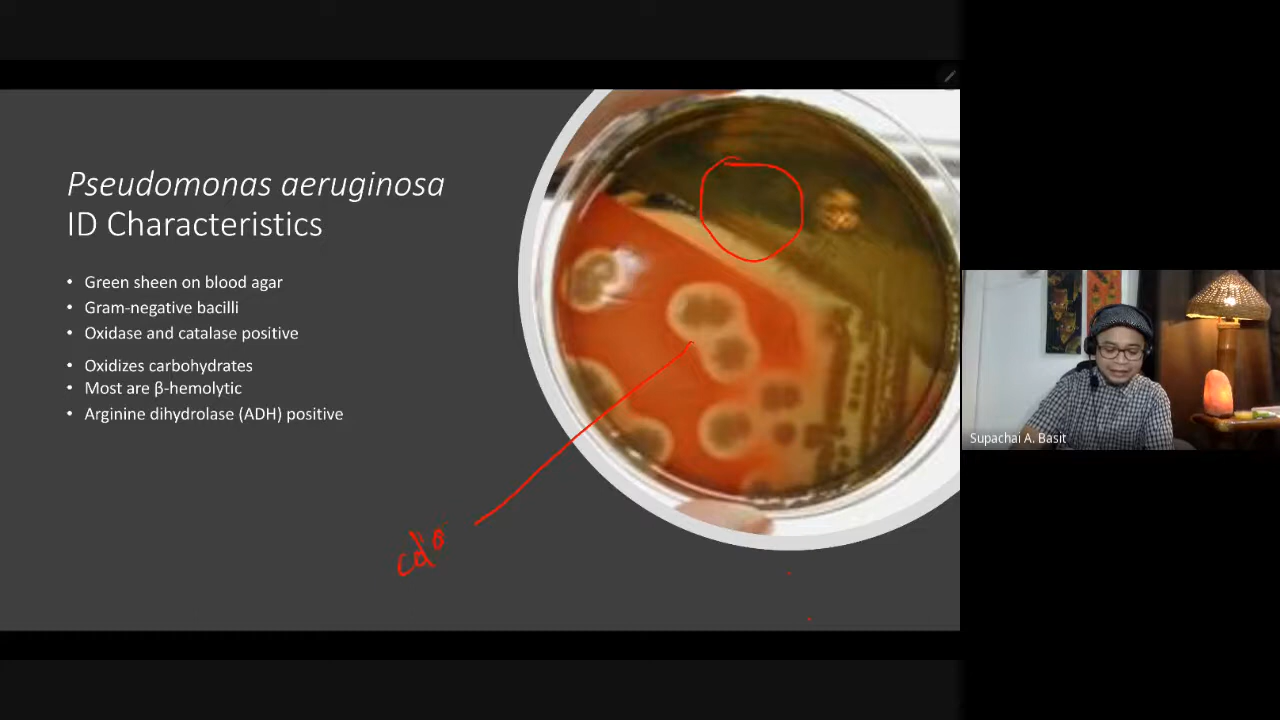 Pseudomonas aeruginosa
ID Characteristics
• Green sheen on blood agar
• Gram-negative bacilli
• Oxidase and catalase positive
• Oxidizes carbohydrates
• Most are β-hemolytic
• Arginine dihydrolase (ADH) positive
Supachai A. Basit